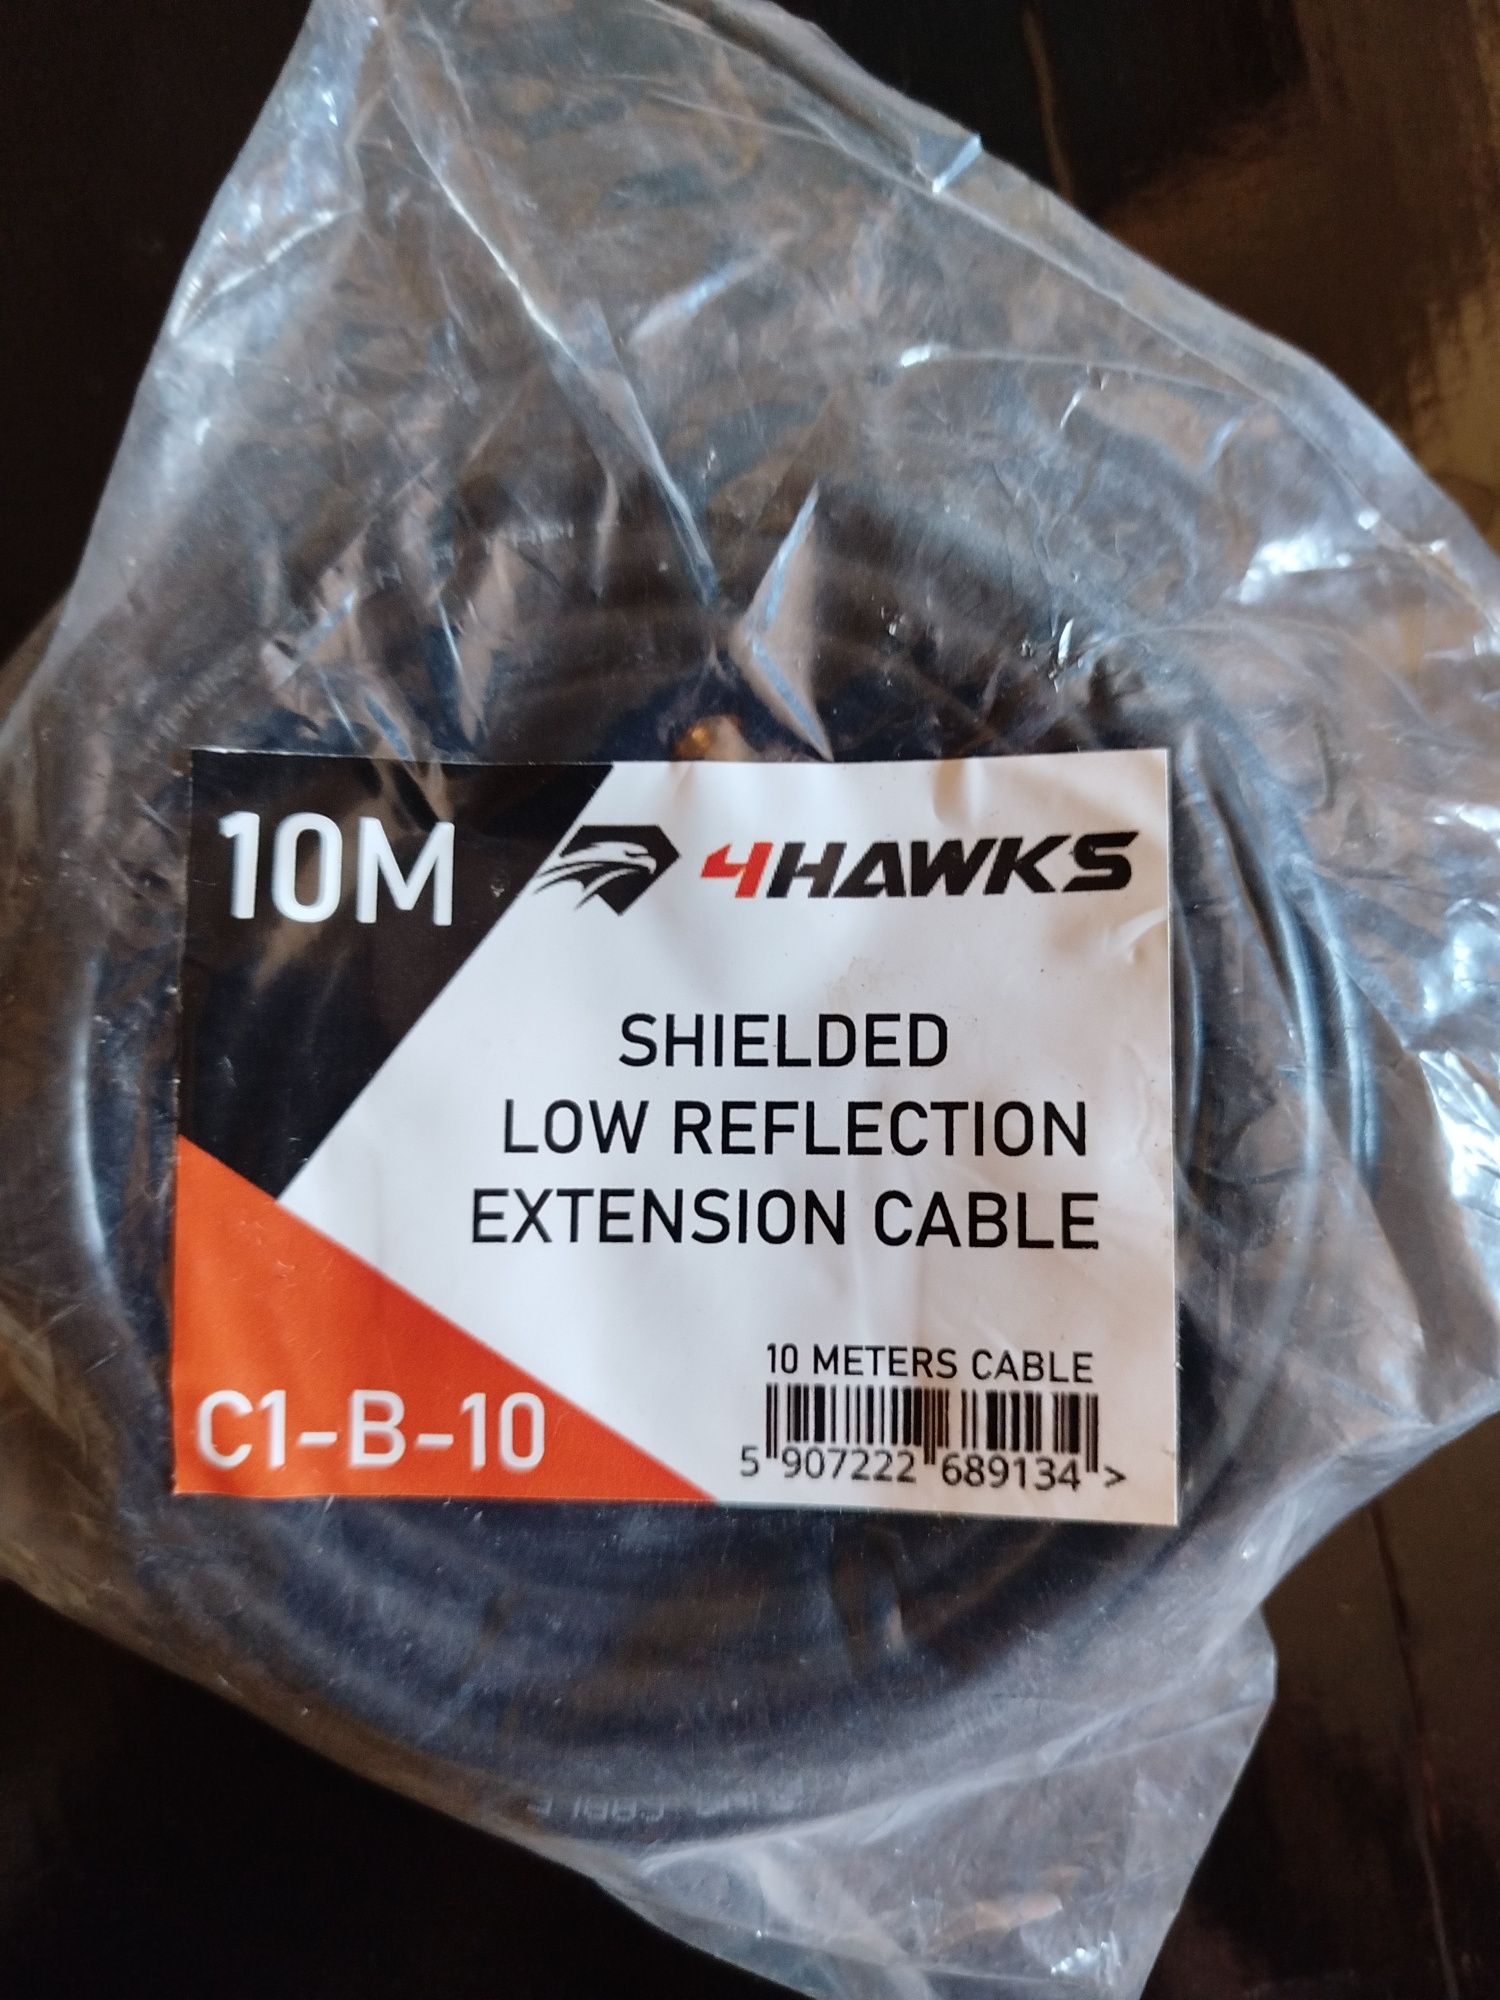 10M
4HAWKS
SHIELDED
LOW REFLECTION
EXTENSION CABLE
10 METERS CABLE
C1-B-10
5 907222 689134 >